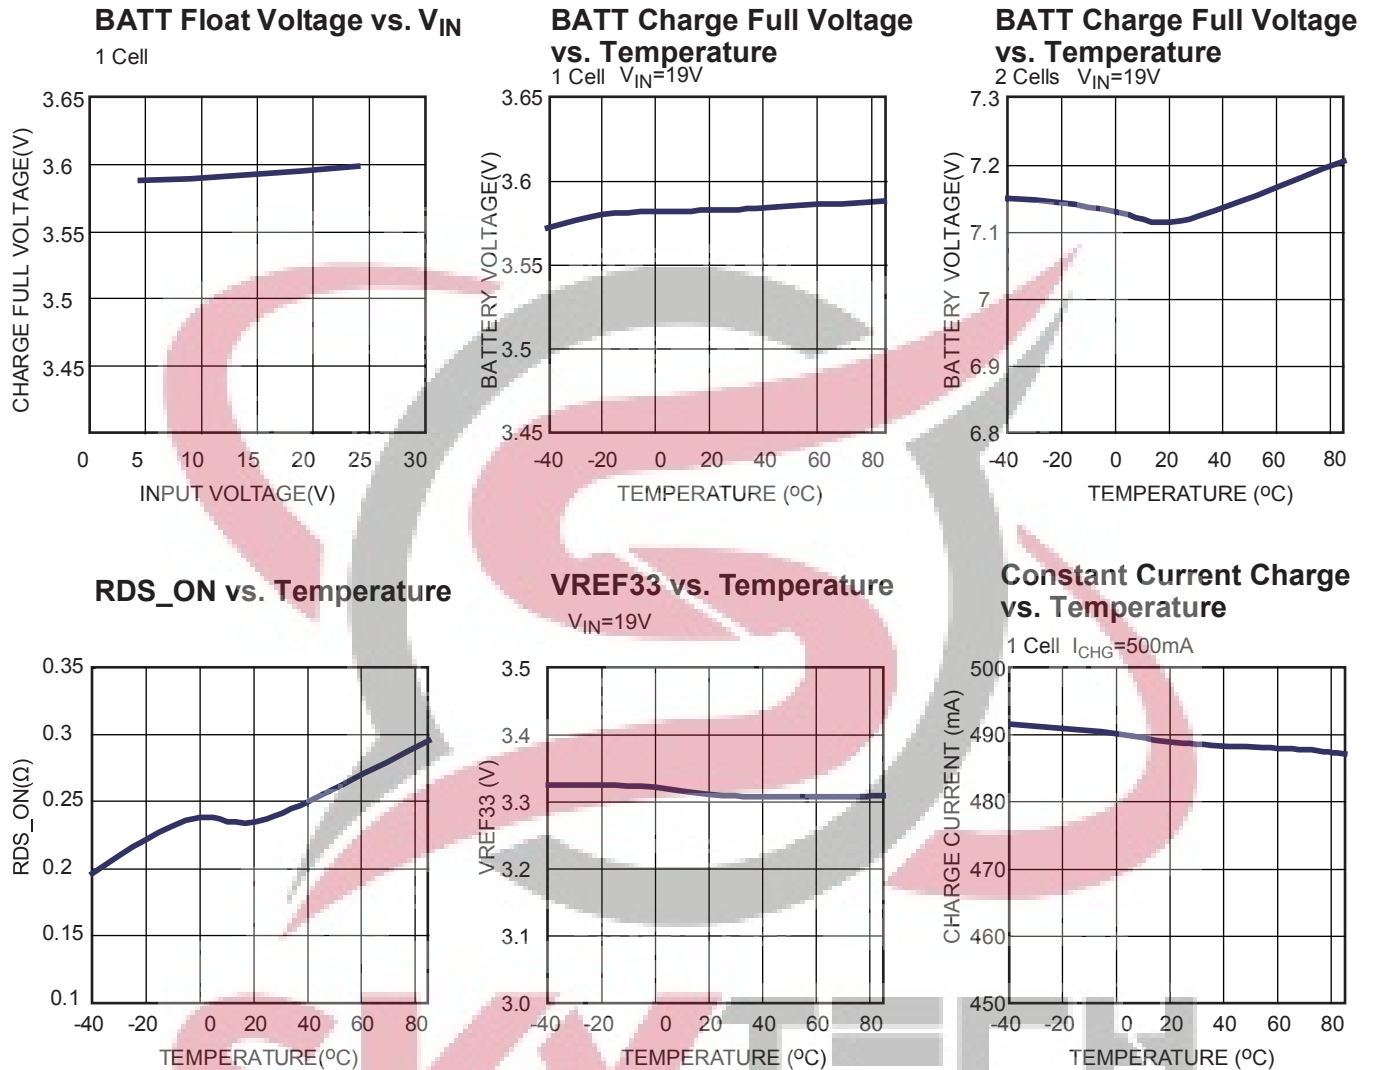 BATT Float Voltage vs. VIN
1 Cell
CHARGE FULL VOLTAGE(V)
3.65
3.6
3.55
3.5
3.45
0 5 15 15 20 25 30
INPUT VOLTAGE(V)
BATT Charge Full Voltage
vs. Temperature
1 Cell VIN=19V
BATTERY VOLTAGE(V)
3.65
3.6
3.55
3.5
3.45
-40 -20 0 20 40 60 80
TEMPERATURE (ºC)
BATT Charge Full Voltage
vs. Temperature
2 Cells VIN=19V
BATTERY VOLTAGE(V)
7.3
7.2
7.1
7
6.9
6.8
-40 -20 0 20 40 60 80
TEMPERATURE (ºC)
RDS_ON vs. Temperature
RDS_ON(Ω)
0.35
0.3
0.25
0.2
0.15
0.1
-40 -20 0 20 40 60 80
TEMPERATURE(ºC)
VREF33 vs. Temperature
VIN=19V
VREF33 (V)
3.5
3.4
3.3
3.2
3.1
3.0
-40 -20 0 20 40 60 80
TEMPERATURE (ºC)
Constant Current Charge
vs. Temperature
1 Cell ICHG=500mA
CHARGE CURRENT (mA)
500
490
480
470
460
450
-40 -20 0 20 40 60 80
TEMPERATURE (ºC)